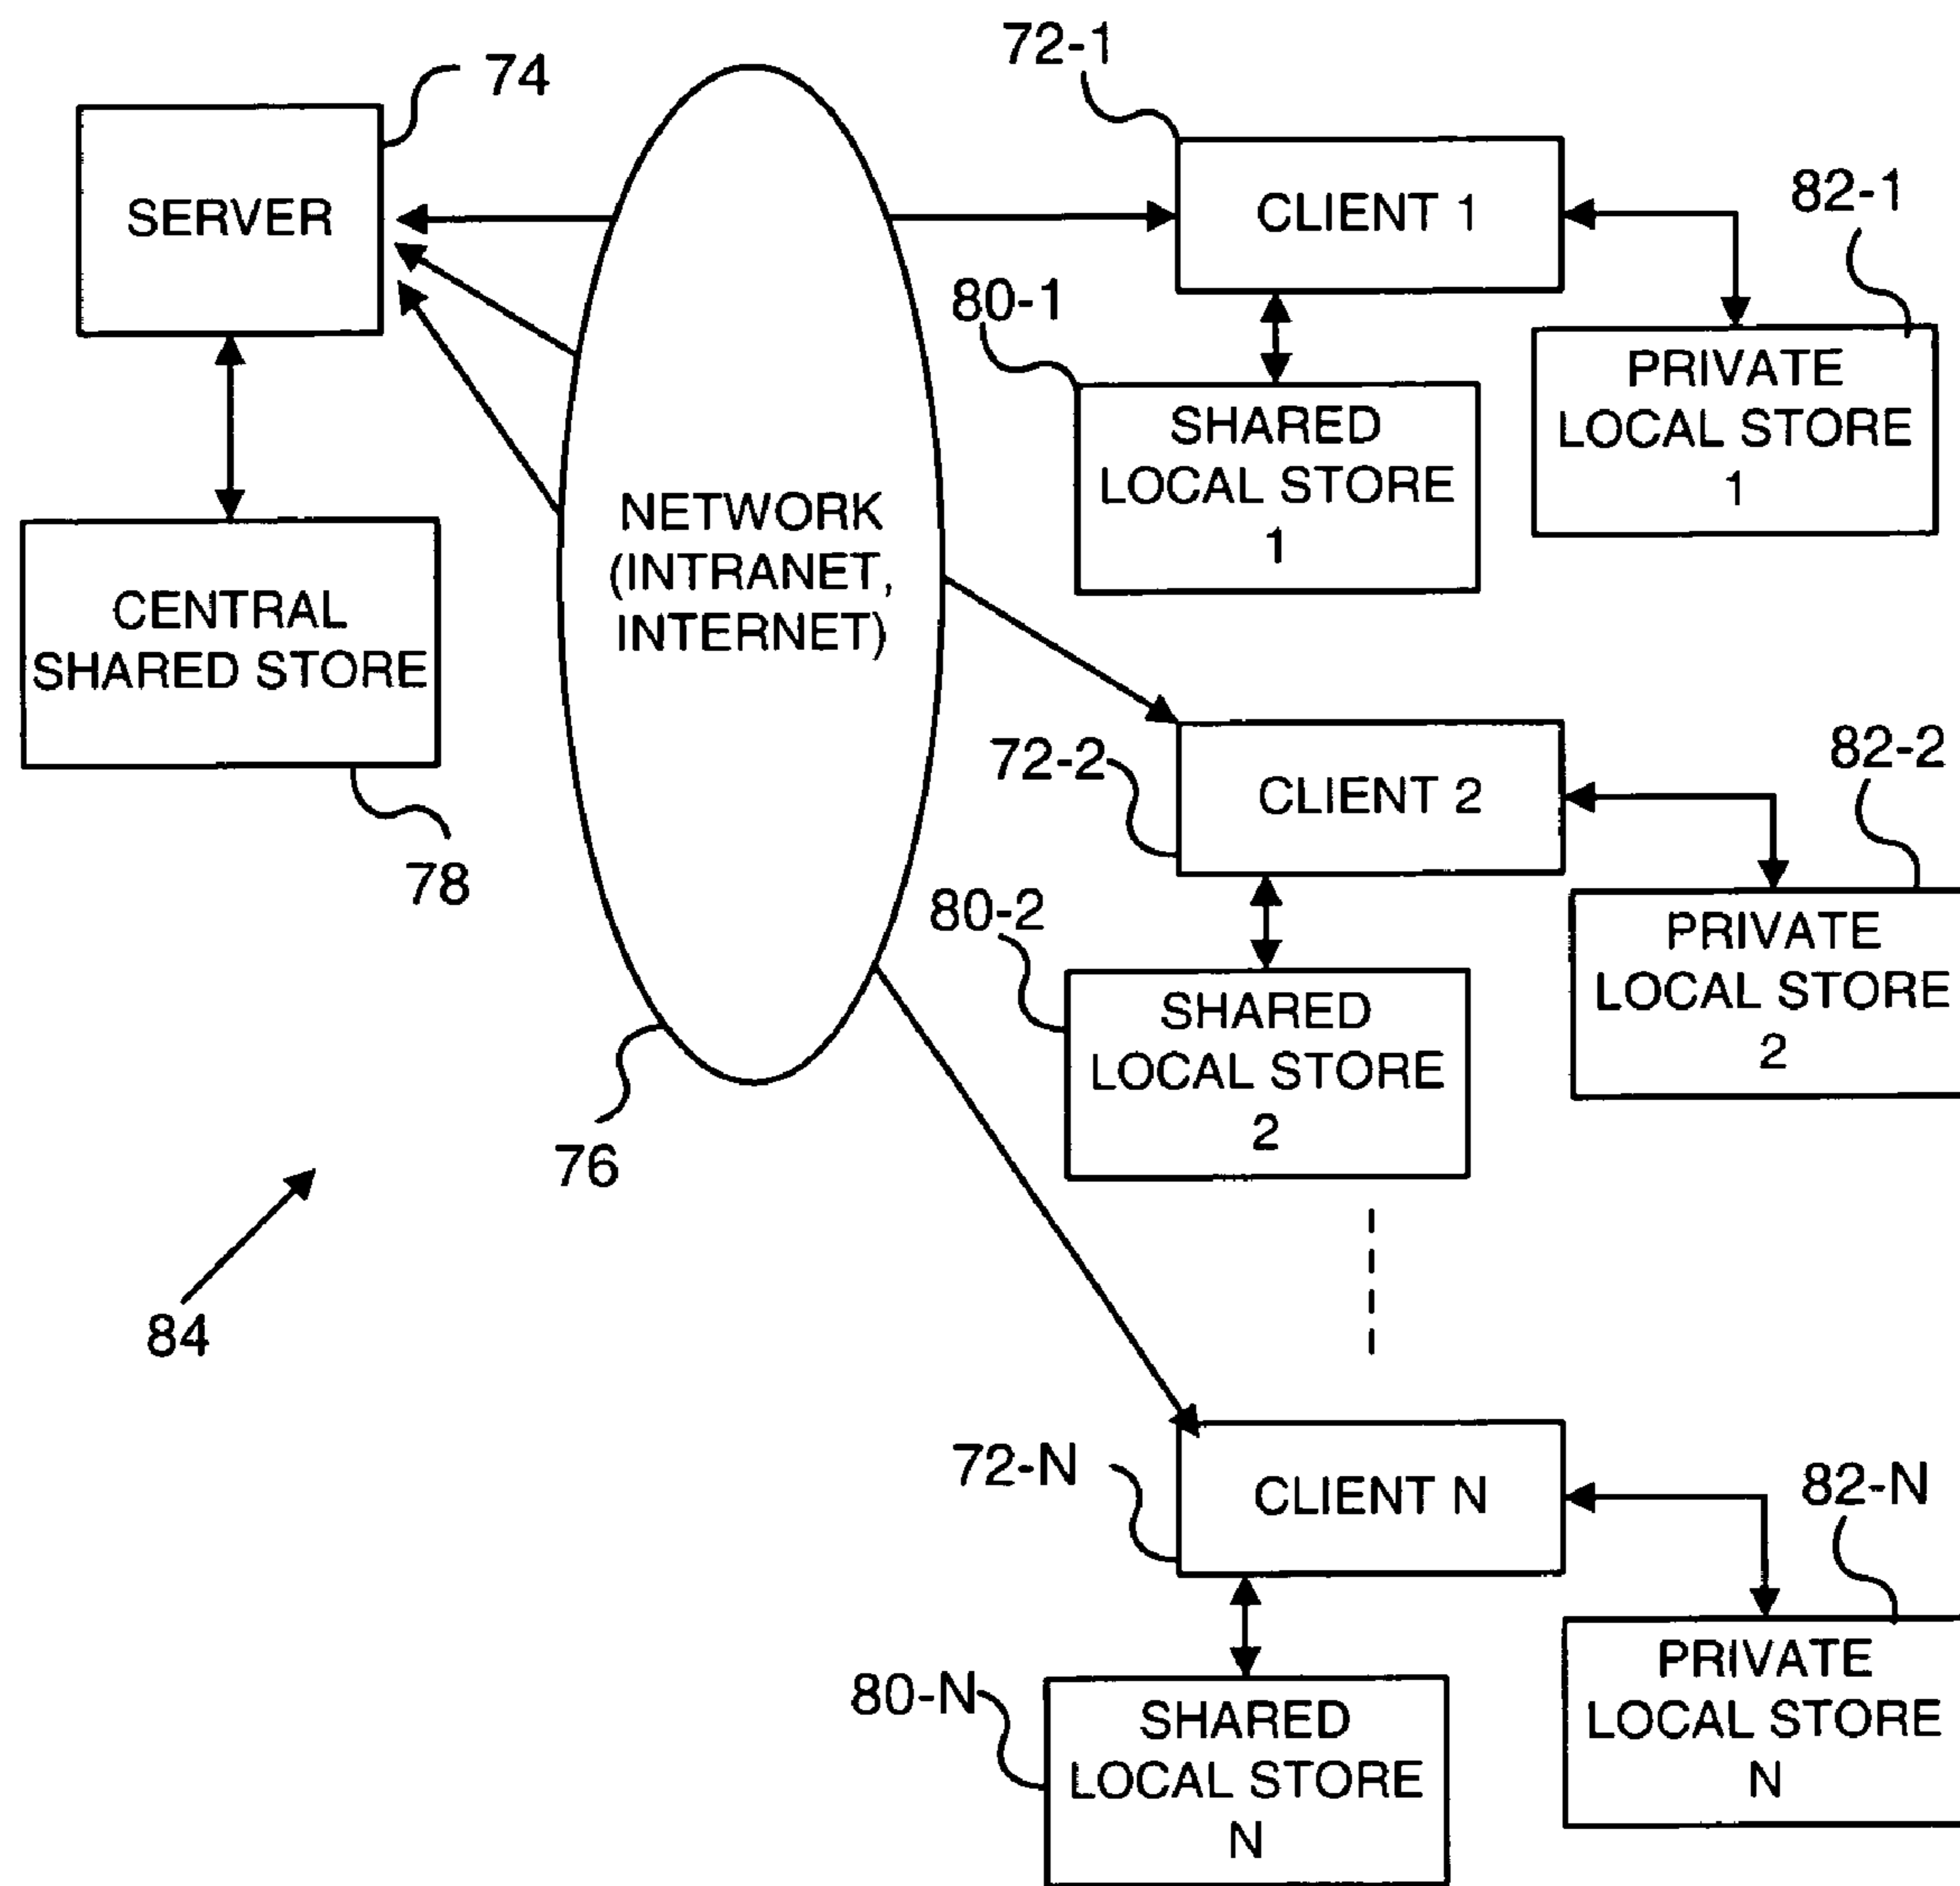 74
SERVER
CENTRAL
SHARED STORE
78
NETWORK
(INTRANET,
INTERNET)
76
84
72-1
CLIENT 1
82-1
PRIVATE
LOCAL STORE
1
80-1
SHARED
LOCAL STORE
1
72-2
CLIENT 2
82-2
PRIVATE
LOCAL STORE
2
80-2
SHARED
LOCAL STORE
2
72-N
CLIENT N
82-N
PRIVATE
LOCAL STORE
N
80-N
SHARED
LOCAL STORE
N